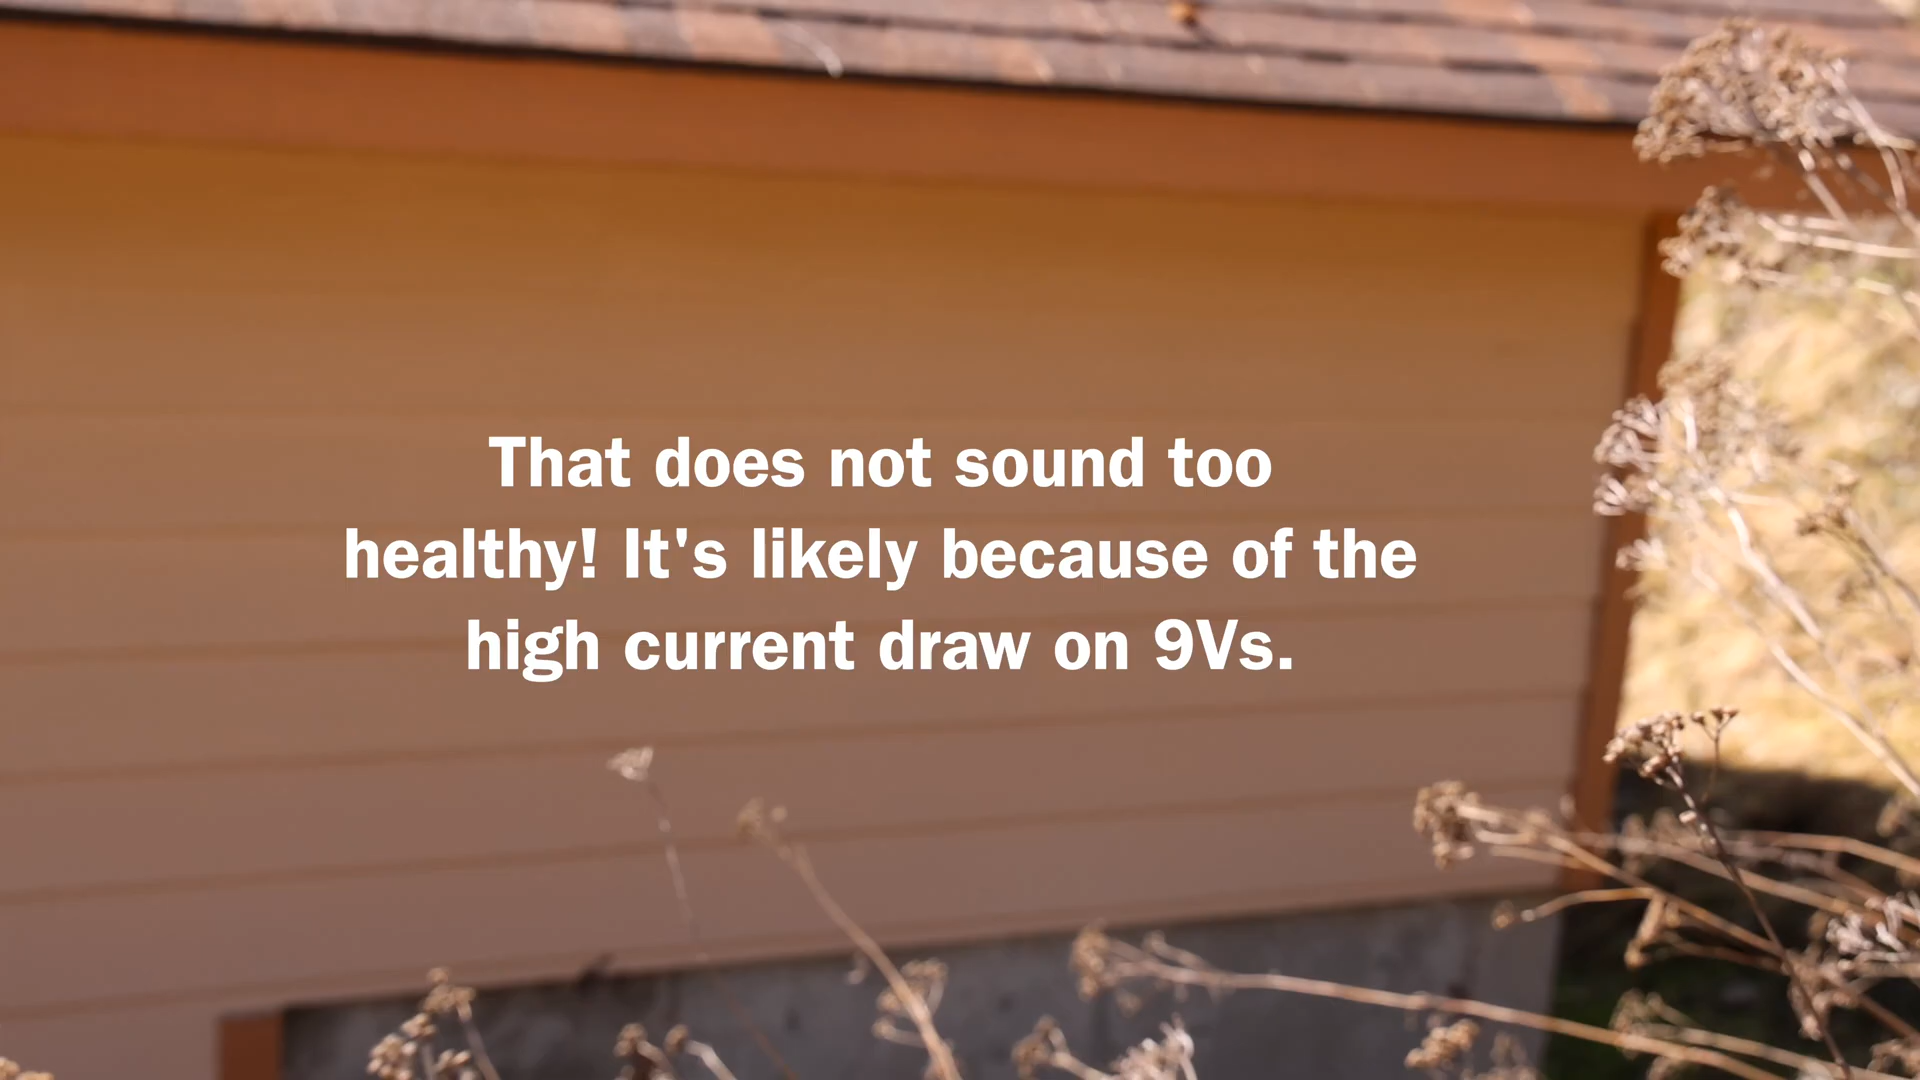 That does not sound too
healthy! It's likely because of the
high current draw on 9Vs.